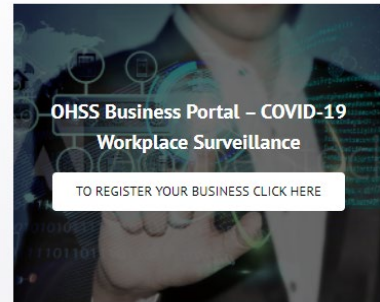 OHSS Business Portal – COVID-19
Workplace Surveillance
TO REGISTER YOUR BUSINESS CLICK HERE